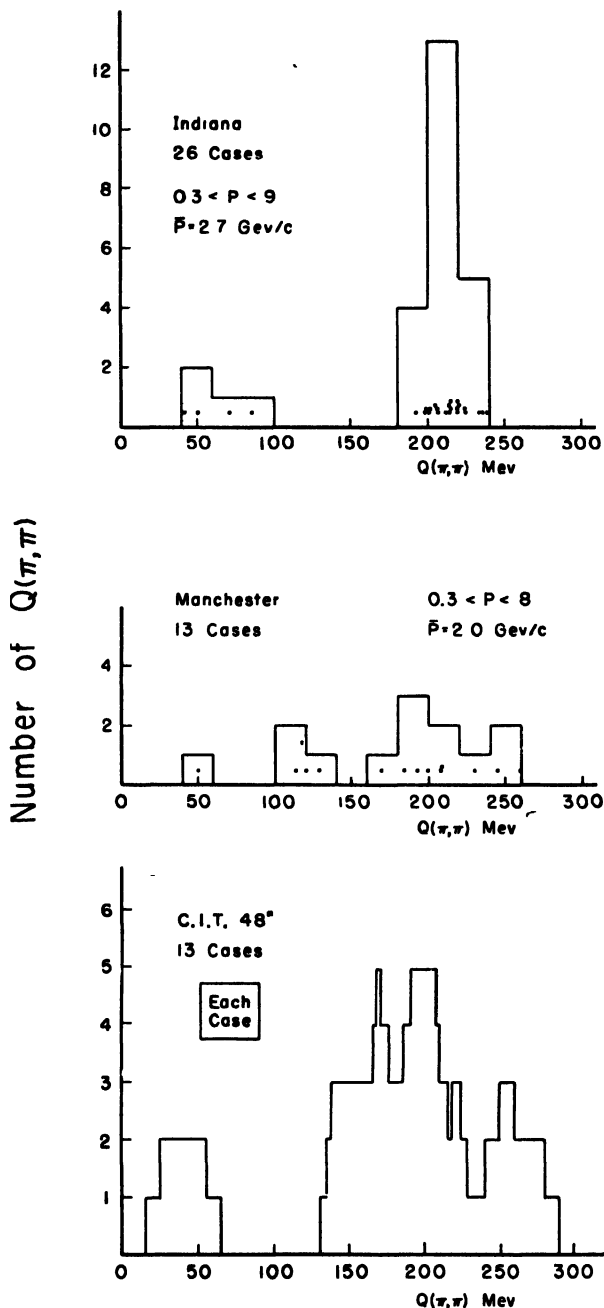 Number of Q(π,π)
12
10
8
6
4
2
Indiana
26 Cases
0 3 < P < 9
P̄=2 7 Gev/c
0 50 100 150 200 250 300
Q(π,π) Mev
4
2
Manchester
13 Cases
0.3 < P < 8
P̄=2 0 Gev/c
0 50 100 150 200 250 300
Q(π,π) Mev
6
5
4
3
2
1
C.I.T. 48"
13 Cases
Each
Case
0 50 100 150 200 250 300
Q(π,π) Mev